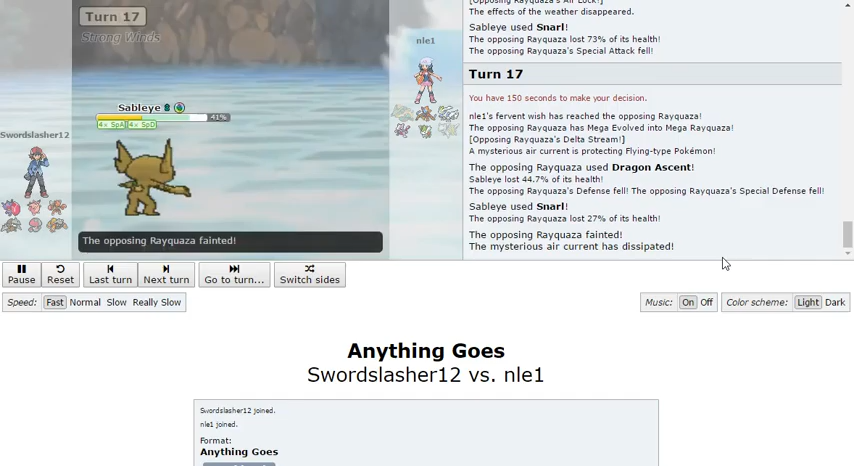 Turn 17
Strong Winds
nle1
Sableye
41%
4× SpA 4× SpD
Swordslasher12
The opposing Rayquaza fainted!
[Opposing Rayquaza's Air Lock!]
The effects of the weather disappeared.
Sableye used Snarl!
The opposing Rayquaza lost 73% of its health!
The opposing Rayquaza's Special Attack fell!
Turn 17
You have 150 seconds to make your decision.
nle1's fervent wish has reached the opposing Rayquaza!
The opposing Rayquaza has Mega Evolved into Mega Rayquaza!
[Opposing Rayquaza's Delta Stream!]
A mysterious air current is protecting Flying-type Pokémon!
The opposing Rayquaza used Dragon Ascent!
Sableye lost 44.7% of its health!
The opposing Rayquaza's Defense fell! The opposing Rayquaza's Special Defense fell!
Sableye used Snarl!
The opposing Rayquaza lost 27% of its health!
The opposing Rayquaza fainted!
The mysterious air current has dissipated!
Pause Reset Last turn Next turn Go to turn... Switch sides
Speed: Fast Normal Slow Really Slow Music: On Off Color scheme: Light Dark
Anything Goes
Swordslasher12 vs. nle1
Swordslasher12 joined.
nle1 joined.
Format:
Anything Goes